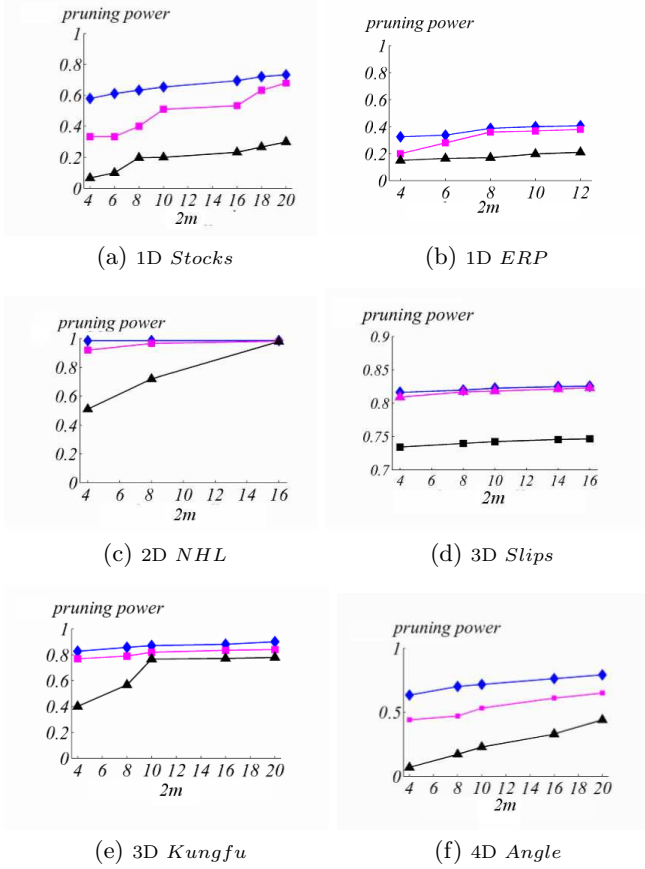 pruning power
1
0.8
0.6
0.4
0.2
0
4 6 8 10 12 14 16 18 20
2m
(a) 1D Stocks
pruning power
1
0.8
0.6
0.4
0.2
0
4 6 8 10 12
2m
(b) 1D ERP
pruning power
1
0.8
0.6
0.4
0.2
0
4 6 8 10 12 14 16
2m
(c) 2D NHL
pruning power
0.9
0.85
0.8
0.75
0.7
4 6 8 10 12 14 16
2m
(d) 3D Slips
pruning power
1
0.8
0.6
0.4
0.2
0
4 6 8 10 12 14 16 18 20
2m
(e) 3D Kungfu
pruning power
1
0.5
0
4 6 8 10 12 14 16 18 20
2m
(f) 4D Angle